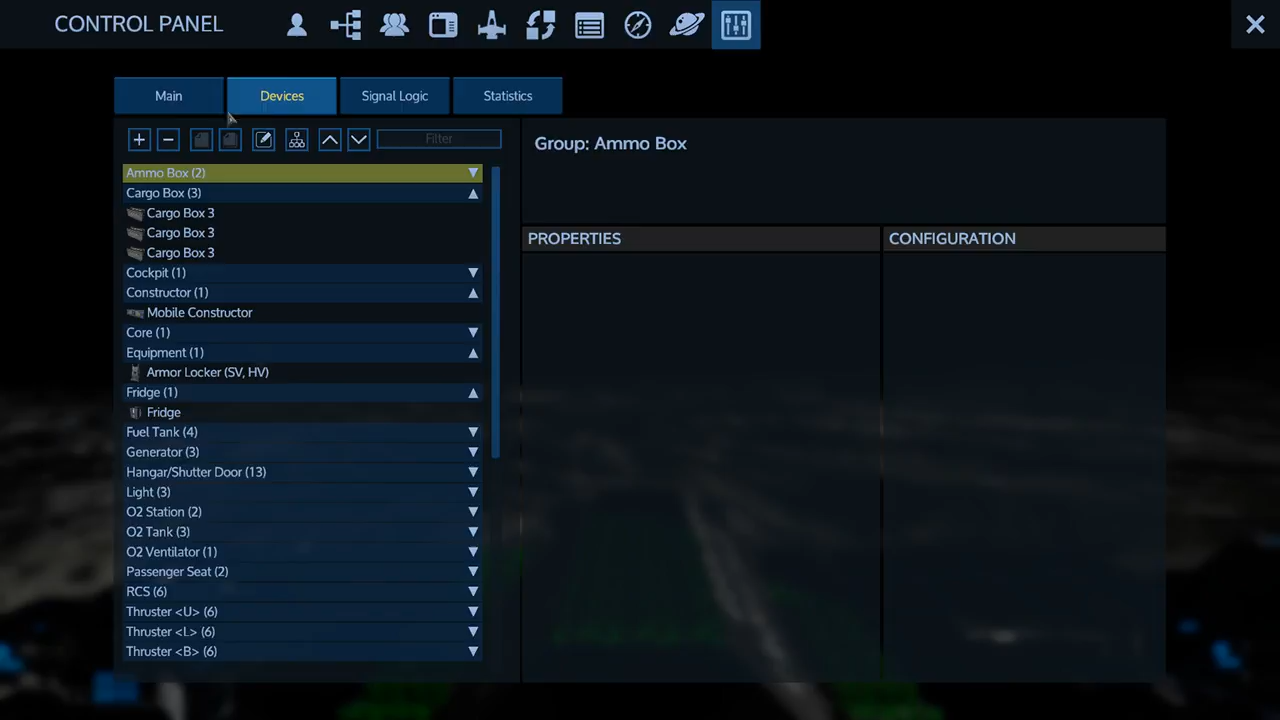 CONTROL PANEL
Main
Devices
Signal Logic
Statistics
Filter
Ammo Box (2)
Cargo Box (3)
Cargo Box 3
Cargo Box 3
Cargo Box 3
Cockpit (1)
Constructor (1)
Mobile Constructor
Core (1)
Equipment (1)
Armor Locker (SV, HV)
Fridge (1)
Fridge
Fuel Tank (4)
Generator (3)
Hangar/Shutter Door (13)
Light (3)
O2 Station (2)
O2 Tank (3)
O2 Ventilator (1)
Passenger Seat (2)
RCS (6)
Thruster <U> (6)
Thruster <L> (6)
Thruster <B> (6)
Group: Ammo Box
PROPERTIES
CONFIGURATION